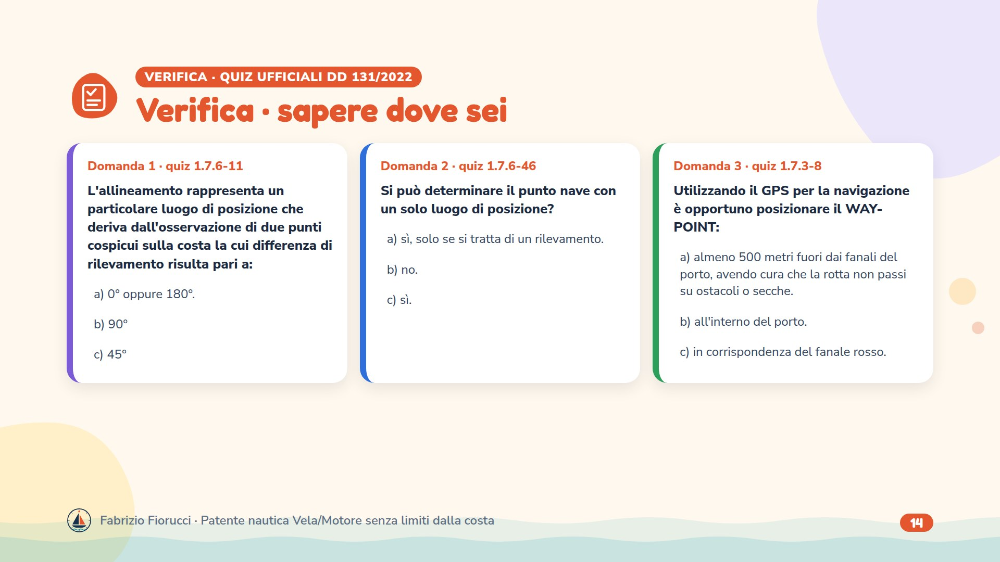 VERIFICA · QUIZ UFFICIALI DD 131/2022
Verifica · sapere dove sei
Domanda 1 · quiz 1.7.6-11
L'allineamento rappresenta un
particolare luogo di posizione che
deriva dall'osservazione di due punti
cospicui sulla costa la cui differenza di
rilevamento risulta pari a:
a) 0° oppure 180°.
b) 90°
c) 45°
Domanda 2 · quiz 1.7.6-46
Si può determinare il punto nave con
un solo luogo di posizione?
a) sì, solo se si tratta di un rilevamento.
b) no.
c) sì.
Domanda 3 · quiz 1.7.3-8
Utilizzando il GPS per la navigazione
è opportuno posizionare il WAY-
POINT:
a) almeno 500 metri fuori dai fanali del
porto, avendo cura che la rotta non passi
su ostacoli o secche.
b) all'interno del porto.
c) in corrispondenza del fanale rosso.
Fabrizio Fiorucci · Patente nautica Vela/Motore senza limiti dalla costa
14